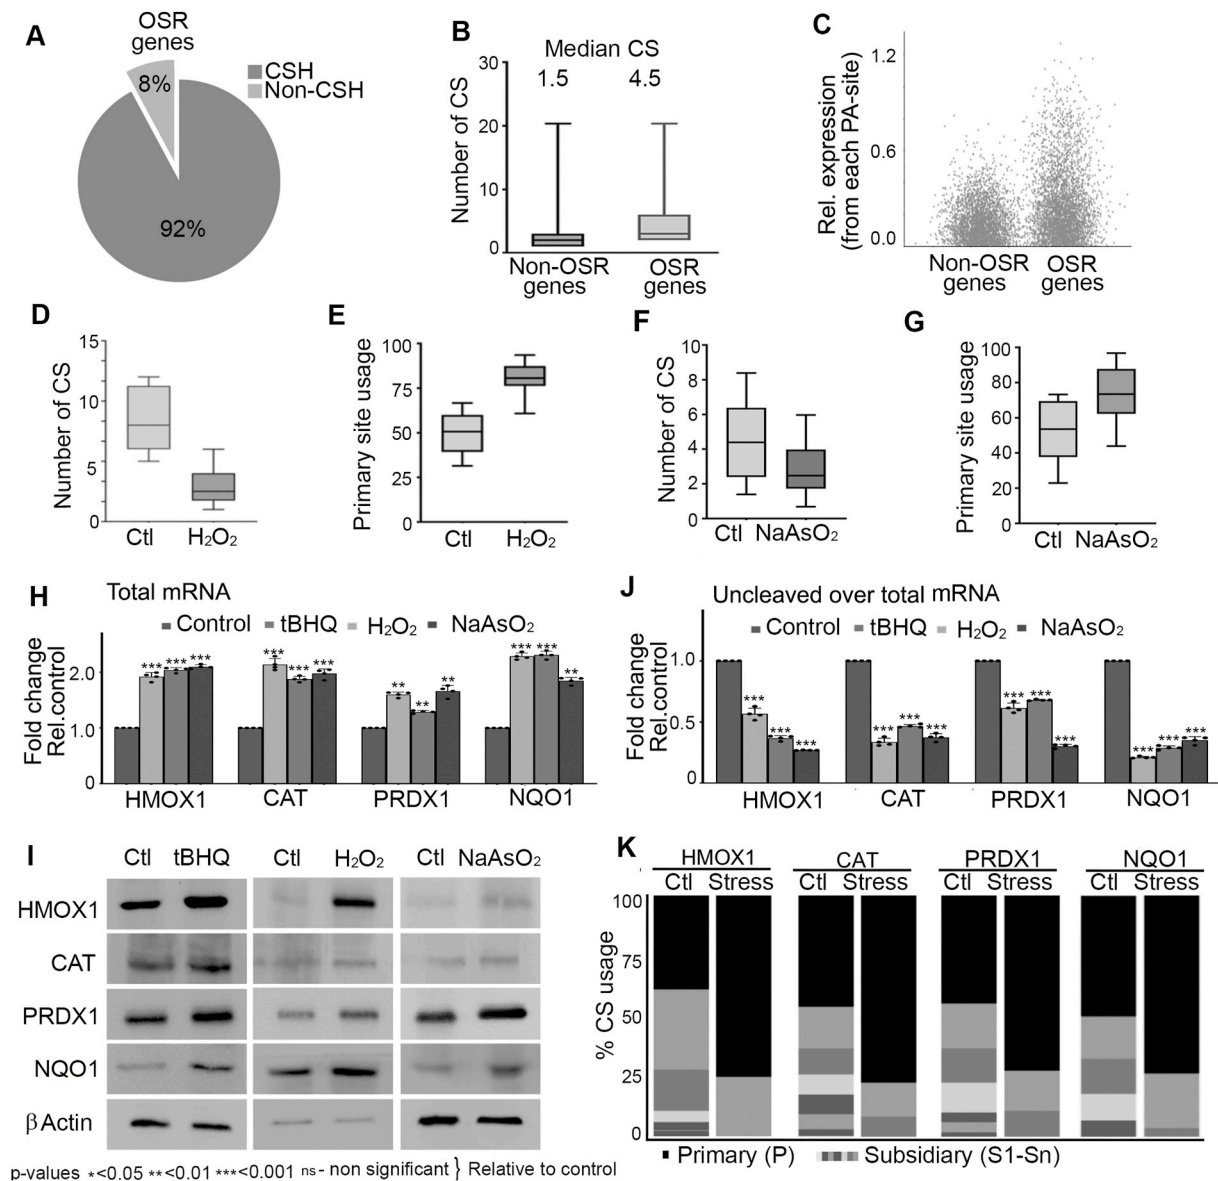 A
OSR
genes
8%
CSH
Non-CSH
92%
B
Median CS
1.5 4.5
Number of CS
30
20
10
0
Non-OSR
genes
OSR
genes
C
Rel. expression
(from each PA-site)
1.2
0.6
0.0
Non-OSR
genes
OSR
genes
D
Number of CS
15
10
5
0
Ctl H₂O₂
E
Primary site usage
100
75
50
25
0
Ctl H₂O₂
F
Number of CS
10
8
6
4
2
0
Ctl NaAsO₂
G
Primary site usage
100
80
60
40
20
0
Ctl NaAsO₂
H
Total mRNA
Control tBHQ H₂O₂ NaAsO₂
Fold change
Rel.control
2.0
1.0
0
*** *** ***
*** *** ***
** ** **
*** *** **
HMOX1 CAT PRDX1 NQO1
J
Uncleaved over total mRNA
Control tBHQ H₂O₂ NaAsO₂
Fold change
Rel.control
1.0
0.5
0
*** *** ***
*** *** ***
*** *** ***
*** *** ***
HMOX1 CAT PRDX1 NQO1
I
Ctl tBHQ Ctl H₂O₂ Ctl NaAsO₂
HMOX1
CAT
PRDX1
NQO1
βActin
p-values *<0.05 **<0.01 ***<0.001 ns- non significant } Relative to control
K
HMOX1 CAT PRDX1 NQO1
Ctl Stress Ctl Stress Ctl Stress Ctl Stress
% CS usage
100
75
50
25
0
Primary (P) Subsidiary (S1-Sn)